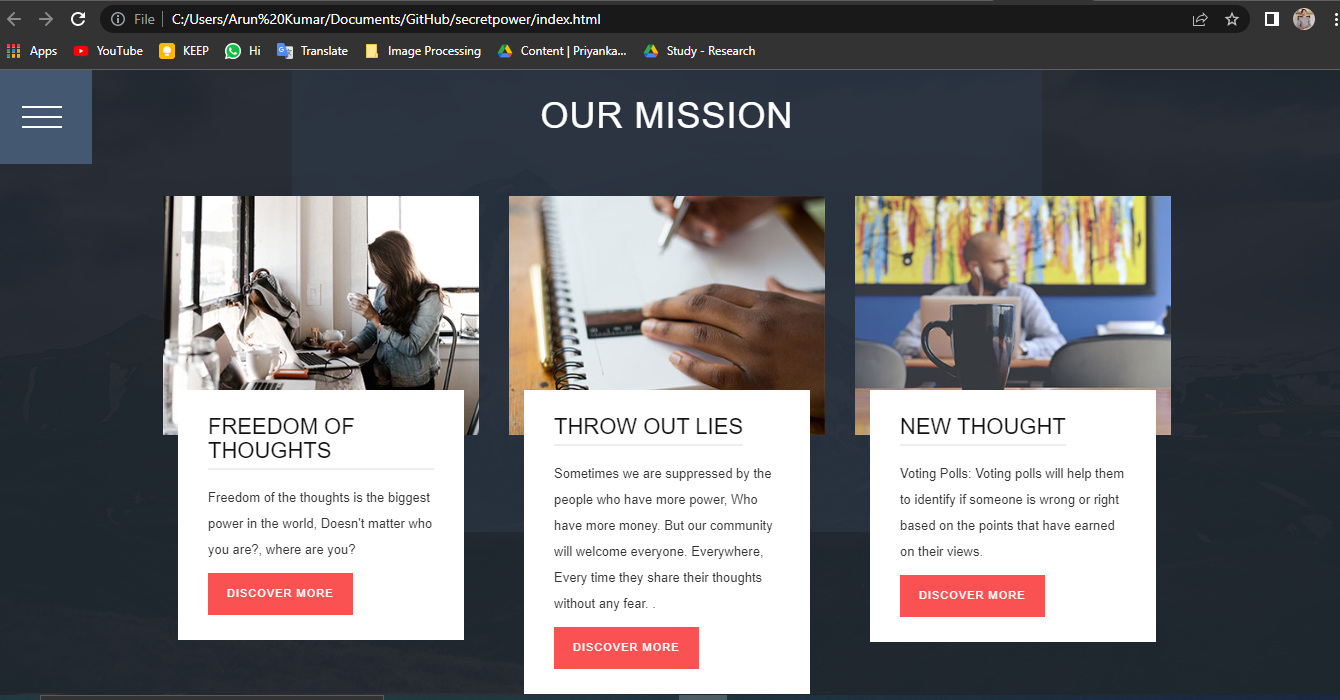 File C:/Users/Arun%20Kumar/Documents/GitHub/secretpower/index.html
Apps YouTube KEEP Hi Translate Image Processing Content | Priyanka... Study - Research
OUR MISSION
FREEDOM OF
THOUGHTS
Freedom of the thoughts is the biggest
power in the world, Doesn't matter who
you are?, where are you?
DISCOVER MORE
THROW OUT LIES
Sometimes we are suppressed by the
people who have more power, Who
have more money. But our community
will welcome everyone. Everywhere,
Every time they share their thoughts
without any fear. .
DISCOVER MORE
NEW THOUGHT
Voting Polls: Voting polls will help them
to identify if someone is wrong or right
based on the points that have earned
on their views.
DISCOVER MORE